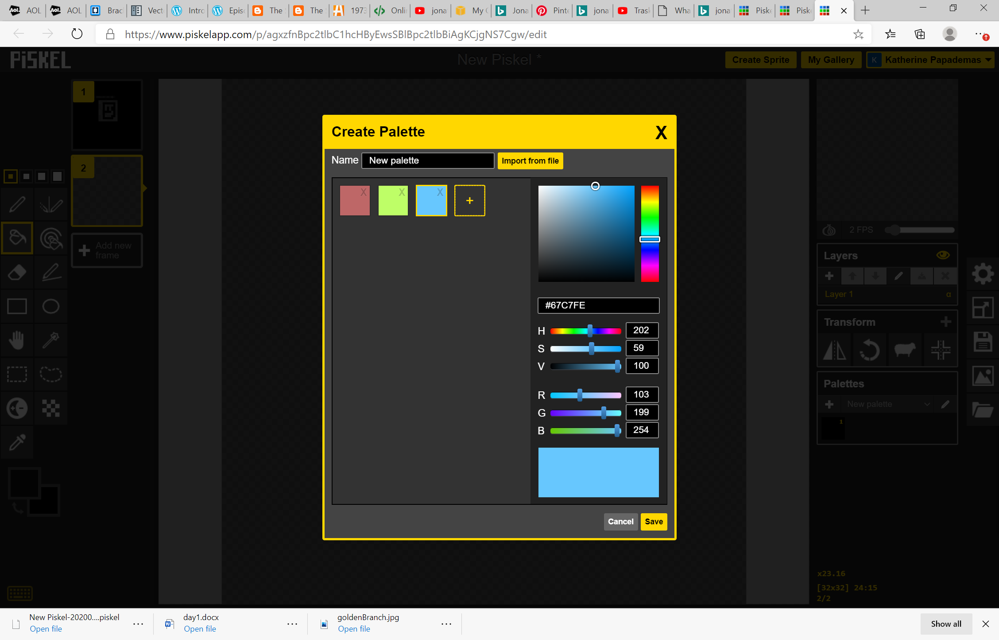 AOL
AOL
Brac
Vect
Intro
Epis
The
The
1973
Onli
jona
My
Jona
Pinte
jona
Trask
Wha
jona
Piske
Piske
https://www.piskelapp.com/p/agxzfnBpc2tlbC1hcHByEwsSBlBpc2tlbBiAgKCjgNS7Cgw/edit
PiSKEL
New Piskel *
Create Sprite
My Gallery
K Katherine Papademas
1
2
Add new
frame
Create Palette
X
Name New palette Import from file
X X X +
#67C7FE
H 202
S 59
V 100
R 103
G 199
B 254
Cancel Save
2 FPS
Layers
Layer 1 α
Transform
Palettes
New palette
1
x23.16
[32x32] 24:15
2/2
New Piskel-20200....piskel
Open file
day1.docx
Open file
goldenBranch.jpg
Open file
Show all